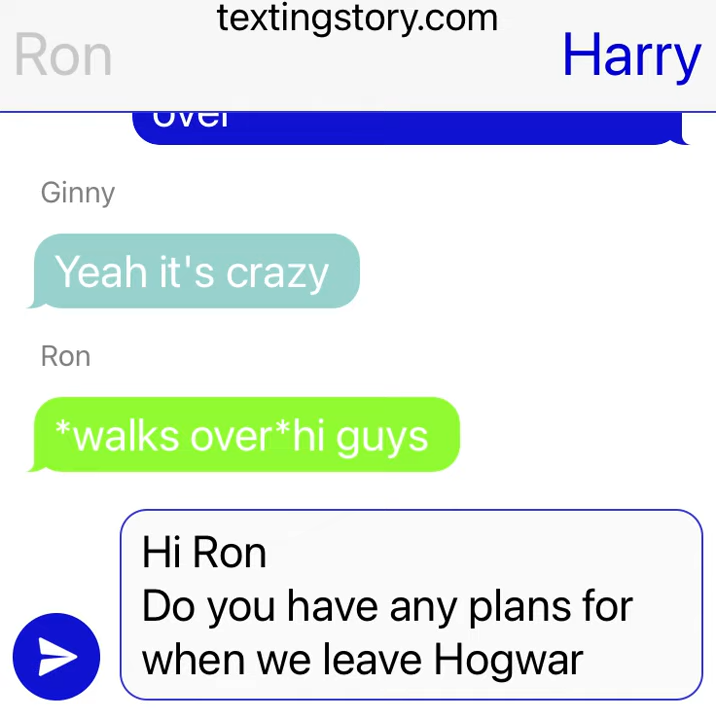 textingstory.com
Ron
Harry
over
Ginny
Yeah it's crazy
Ron
*walks over*hi guys
Hi Ron
Do you have any plans for
when we leave Hogwar